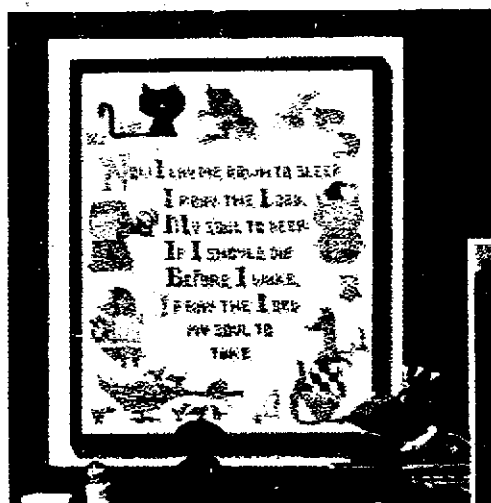 NOW I LAY ME DOWN TO SLEEP
I PRAY THE LORD
MY SOUL TO KEEP
IF I SHOULD DIE
BEFORE I WAKE,
I PRAY THE LORD
MY SOUL TO
TAKE